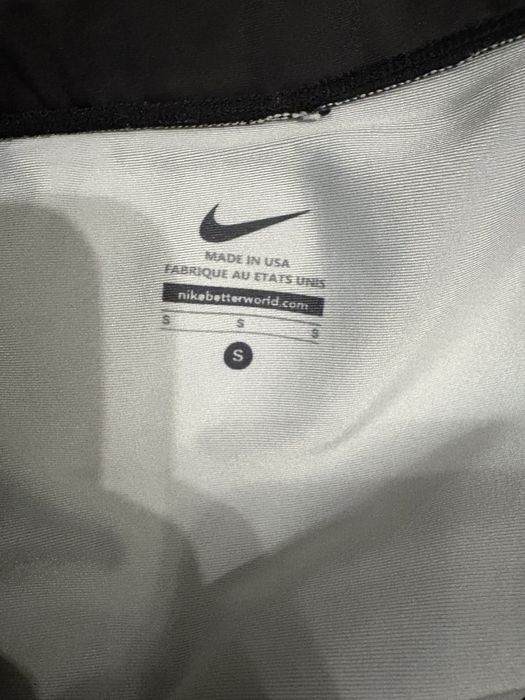 MADE IN USA
FABRIQUE AU ETATS UNIS
nikebetterworld.com
S S S
S